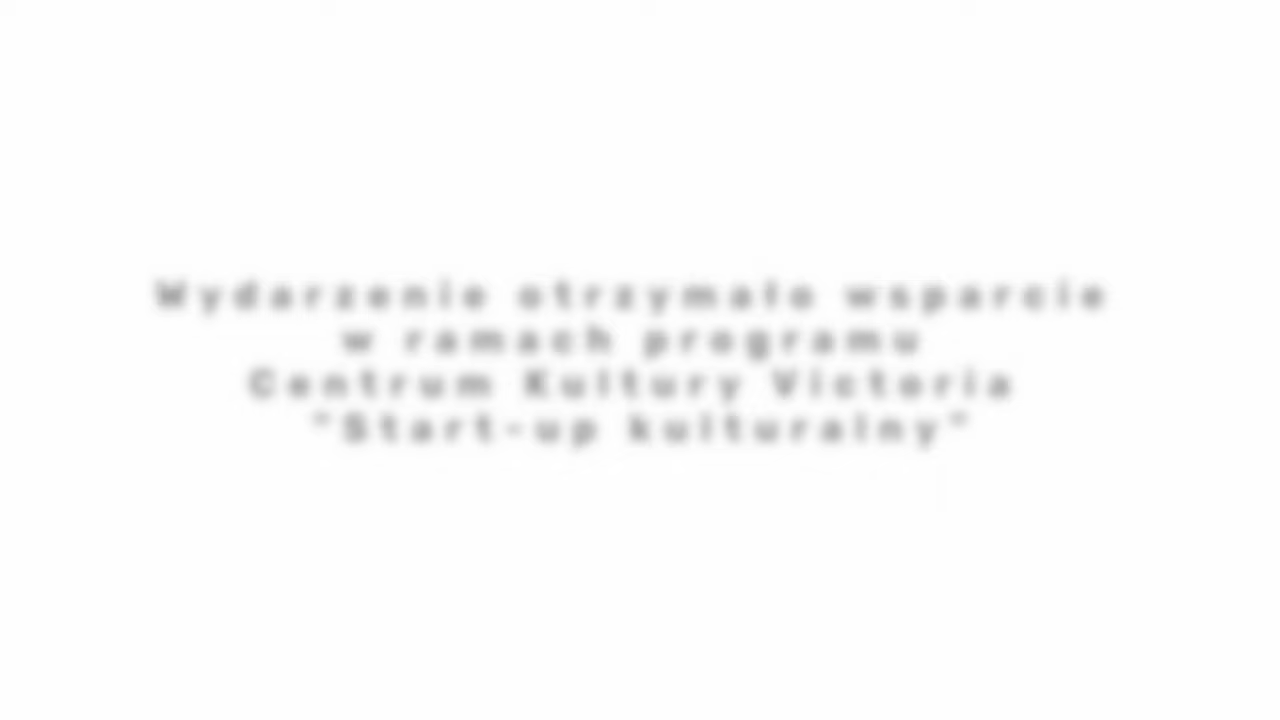 Wydarzenie otrzymało wsparcie
w ramach programu
Centrum Kultury Victoria
"Start-up kulturalny"